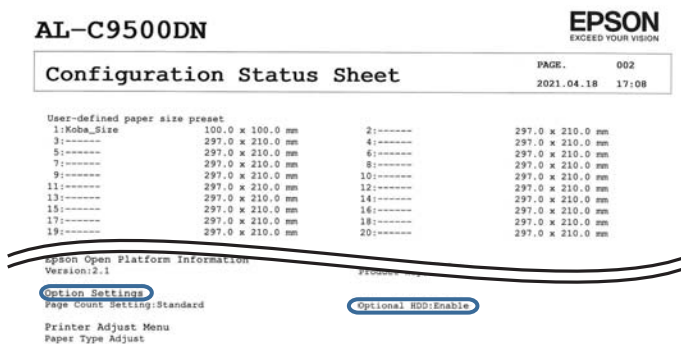 AL-C9500DN
EPSON
EXCEED YOUR VISION
Configuration Status Sheet
PAGE. 002
2021.04.18 17:08
User-defined paper size preset
1:Koba_Size 100.0 x 100.0 mm 2:------ 297.0 x 210.0 mm
3:------ 297.0 x 210.0 mm 4:------ 297.0 x 210.0 mm
5:------ 297.0 x 210.0 mm 6:------ 297.0 x 210.0 mm
7:------ 297.0 x 210.0 mm 8:------ 297.0 x 210.0 mm
9:------ 297.0 x 210.0 mm 10:------ 297.0 x 210.0 mm
11:------ 297.0 x 210.0 mm 12:------ 297.0 x 210.0 mm
13:------ 297.0 x 210.0 mm 14:------ 297.0 x 210.0 mm
15:------ 297.0 x 210.0 mm 16:------ 297.0 x 210.0 mm
17:------ 297.0 x 210.0 mm 18:------ 297.0 x 210.0 mm
19:------ 297.0 x 210.0 mm 20:------ 297.0 x 210.0 mm
Epson Open Platform Information
Version:2.1
Option Settings
Page Count Setting:Standard Optional HDD:Enable
Printer Adjust Menu
Paper Type Adjust